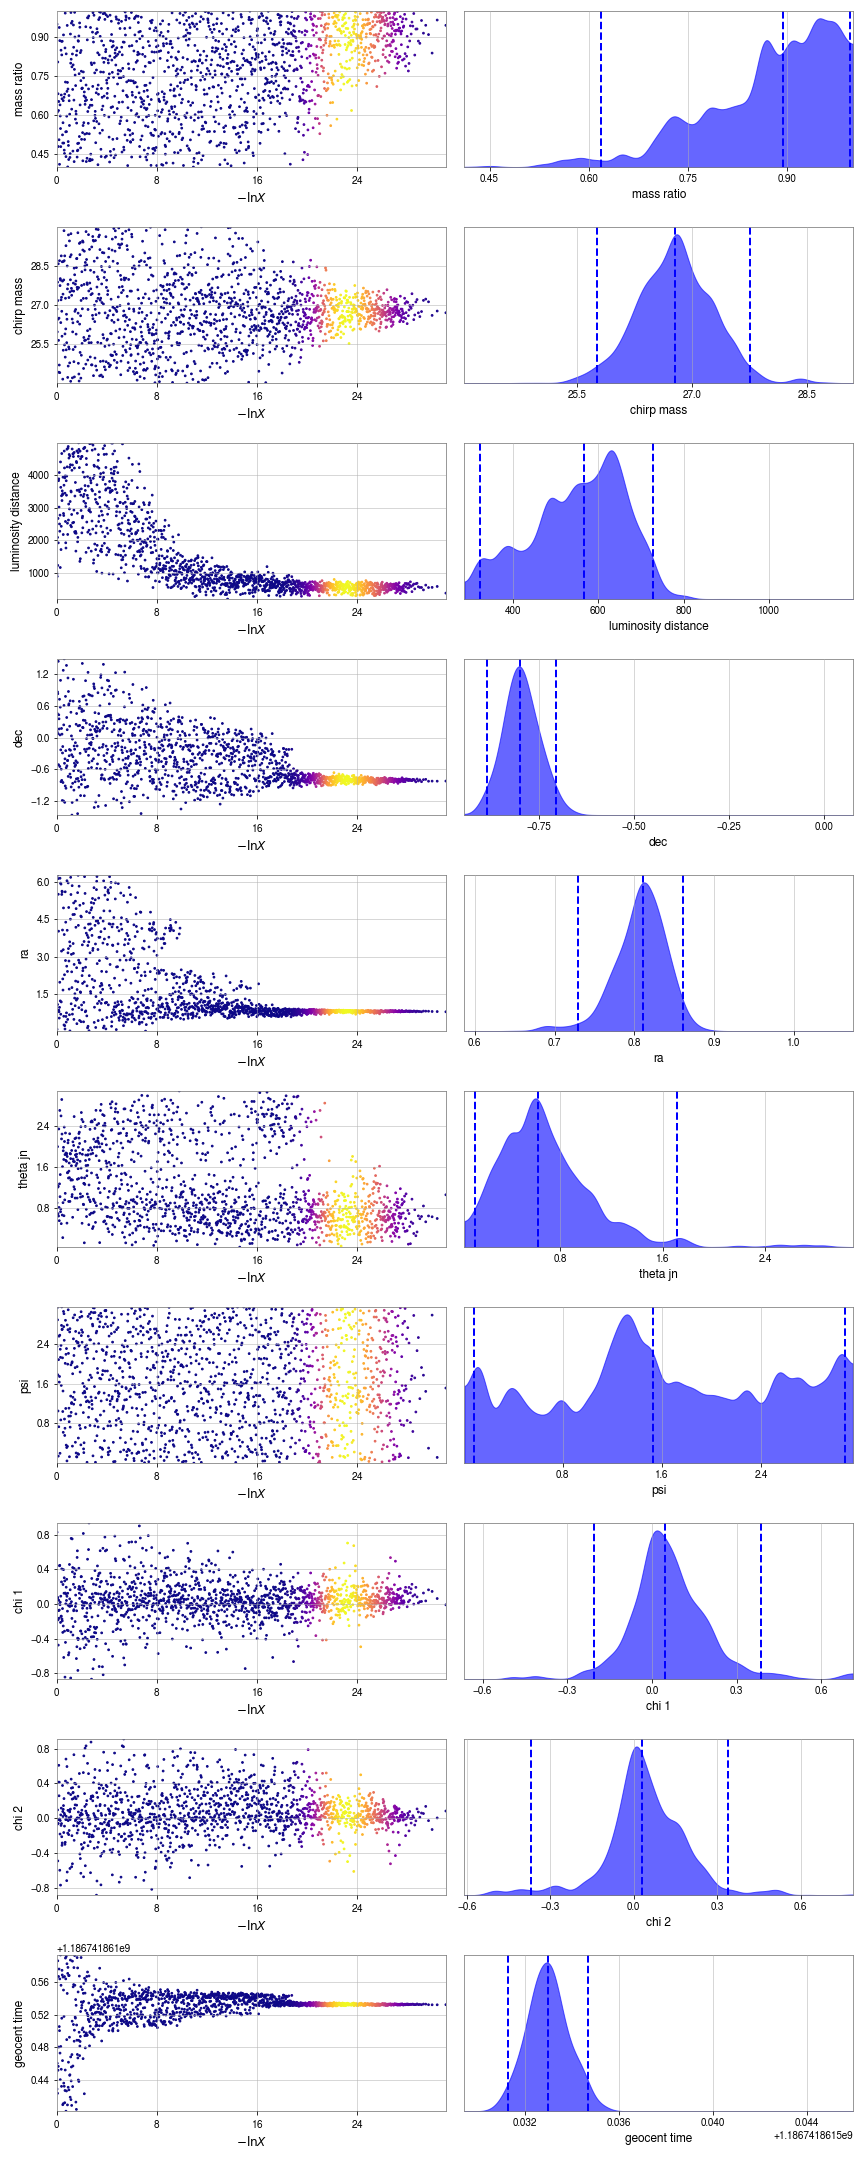 0.90
0.75
0.60
0.45
mass ratio
0 8 16 24
−lnX
0.45 0.60 0.75 0.90
mass ratio
28.5
27.0
25.5
chirp mass
0 8 16 24
−lnX
25.5 27.0 28.5
chirp mass
4000
3000
2000
1000
luminosity distance
0 8 16 24
−lnX
400 600 800 1000
luminosity distance
1.2
0.6
0.0
−0.6
−1.2
dec
0 8 16 24
−lnX
−0.75 −0.50 −0.25 0.00
dec
6.0
4.5
3.0
1.5
ra
0 8 16 24
−lnX
0.6 0.7 0.8 0.9 1.0
ra
2.4
1.6
0.8
theta jn
0 8 16 24
−lnX
0.8 1.6 2.4
theta jn
2.4
1.6
0.8
psi
0 8 16 24
−lnX
0.8 1.6 2.4
psi
0.8
0.4
0.0
−0.4
−0.8
chi 1
0 8 16 24
−lnX
−0.6 −0.3 0.0 0.3 0.6
chi 1
0.8
0.4
0.0
−0.4
−0.8
chi 2
0 8 16 24
−lnX
−0.6 −0.3 0.0 0.3 0.6
chi 2
+1.186741861e9
0.56
0.52
0.48
0.44
geocent time
0 8 16 24
−lnX
0.032 0.036 0.040 0.044
geocent time
+1.1867418615e9